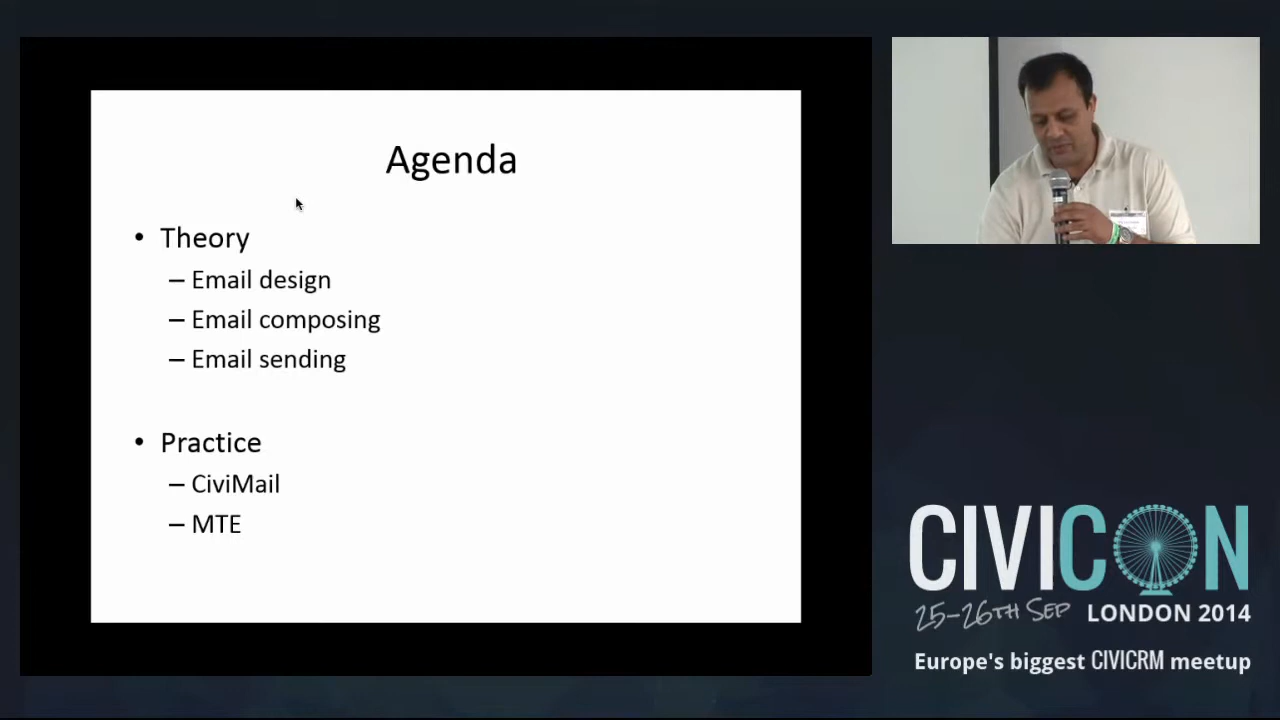 Agenda
• Theory
– Email design
– Email composing
– Email sending
• Practice
– CiviMail
– MTE
CIVICON
25-26TH SEP LONDON 2014
Europe's biggest CIVICRM meetup